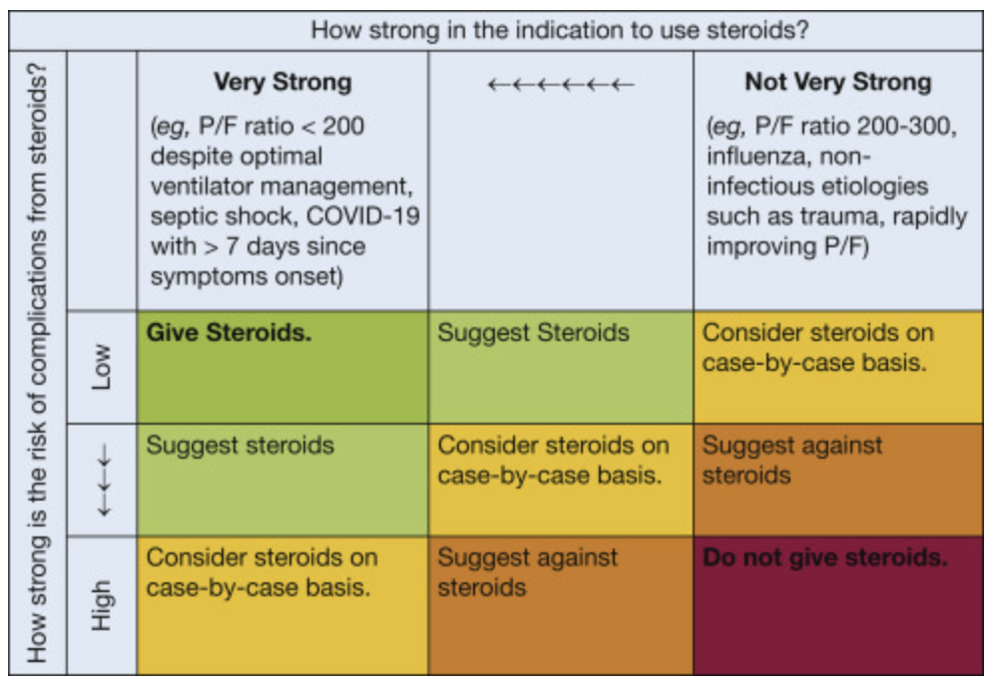 How strong in the indication to use steroids?
How strong is the risk of complications from steroids?
Very Strong
(eg, P/F ratio < 200
despite optimal
ventilator management,
septic shock, COVID-19
with > 7 days since
symptoms onset)
←←←←←←
Not Very Strong
(eg, P/F ratio 200-300,
influenza, non-
infectious etiologies
such as trauma, rapidly
improving P/F)
Low
Give Steroids.
Suggest Steroids
Consider steroids on
case-by-case basis.
←←←
Suggest steroids
Consider steroids on
case-by-case basis.
Suggest against
steroids
High
Consider steroids on
case-by-case basis.
Suggest against
steroids
Do not give steroids.